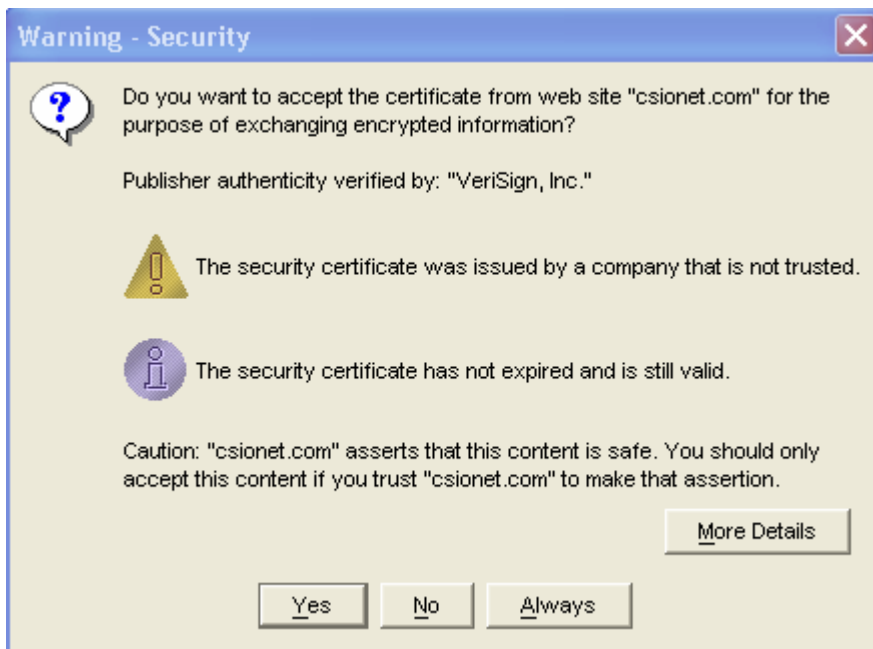 Warning - Security
Do you want to accept the certificate from web site "csionet.com" for the
purpose of exchanging encrypted information?
Publisher authenticity verified by: "VeriSign, Inc."
The security certificate was issued by a company that is not trusted.
The security certificate has not expired and is still valid.
Caution: "csionet.com" asserts that this content is safe. You should only
accept this content if you trust "csionet.com" to make that assertion.
More Details
Yes No Always